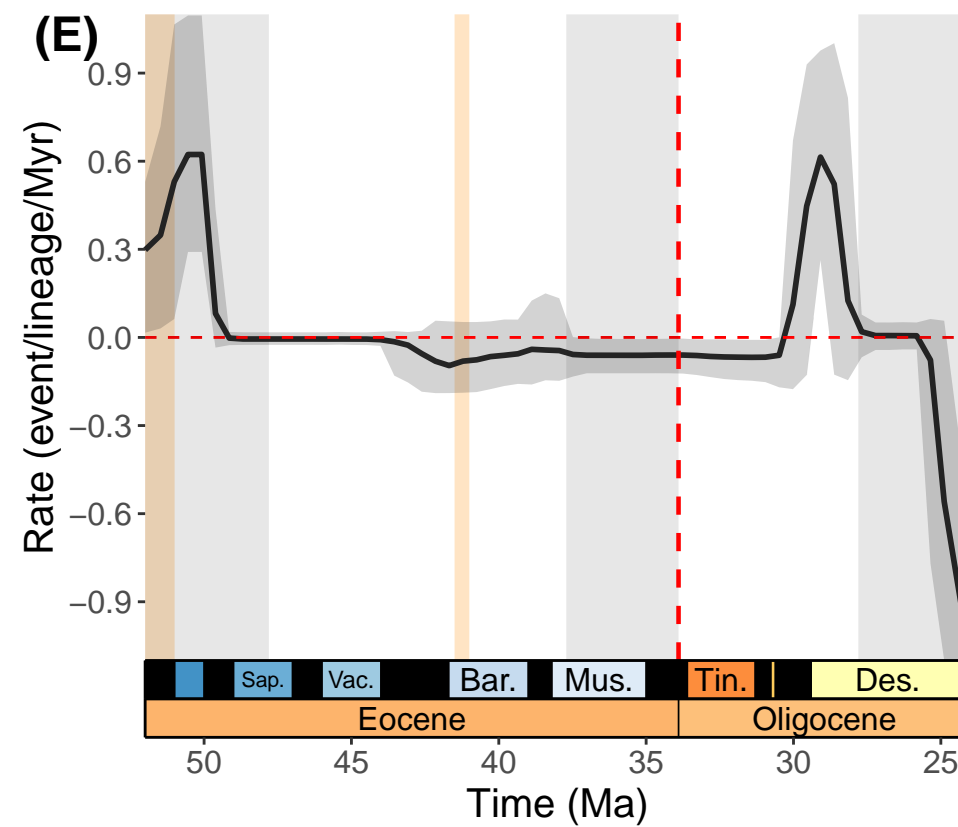 (E)
Rate (event/lineage/Myr)
0.9
0.6
0.3
0.0
−0.3
−0.6
−0.9
Sap. Vac. Bar. Mus. Tin. Des.
Eocene Oligocene
50 45 40 35 30 25
Time (Ma)